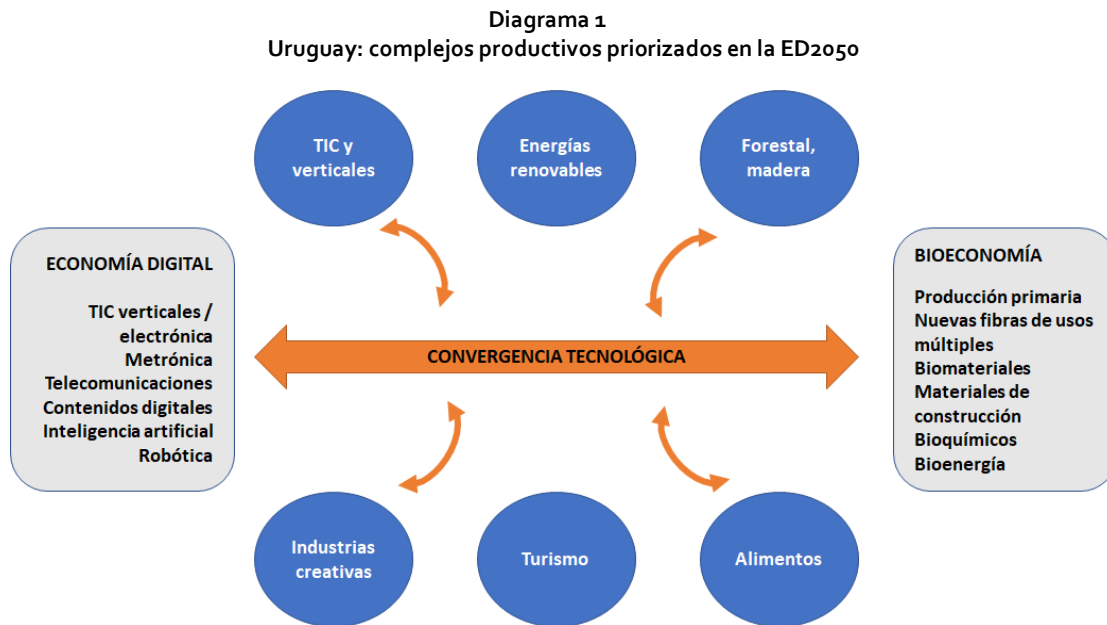 Diagrama 1
Uruguay: complejos productivos priorizados en la ED2050
TIC y
verticales
Energías
renovables
Forestal,
madera
ECONOMÍA DIGITAL
TIC verticales /
electrónica
Metrónica
Telecomunicaciones
Contenidos digitales
Inteligencia artificial
Robótica
CONVERGENCIA TECNOLÓGICA
BIOECONOMÍA
Producción primaria
Nuevas fibras de usos
múltiples
Biomateriales
Materiales de
construcción
Bioquímicos
Bioenergía
Industrias
creativas
Turismo
Alimentos